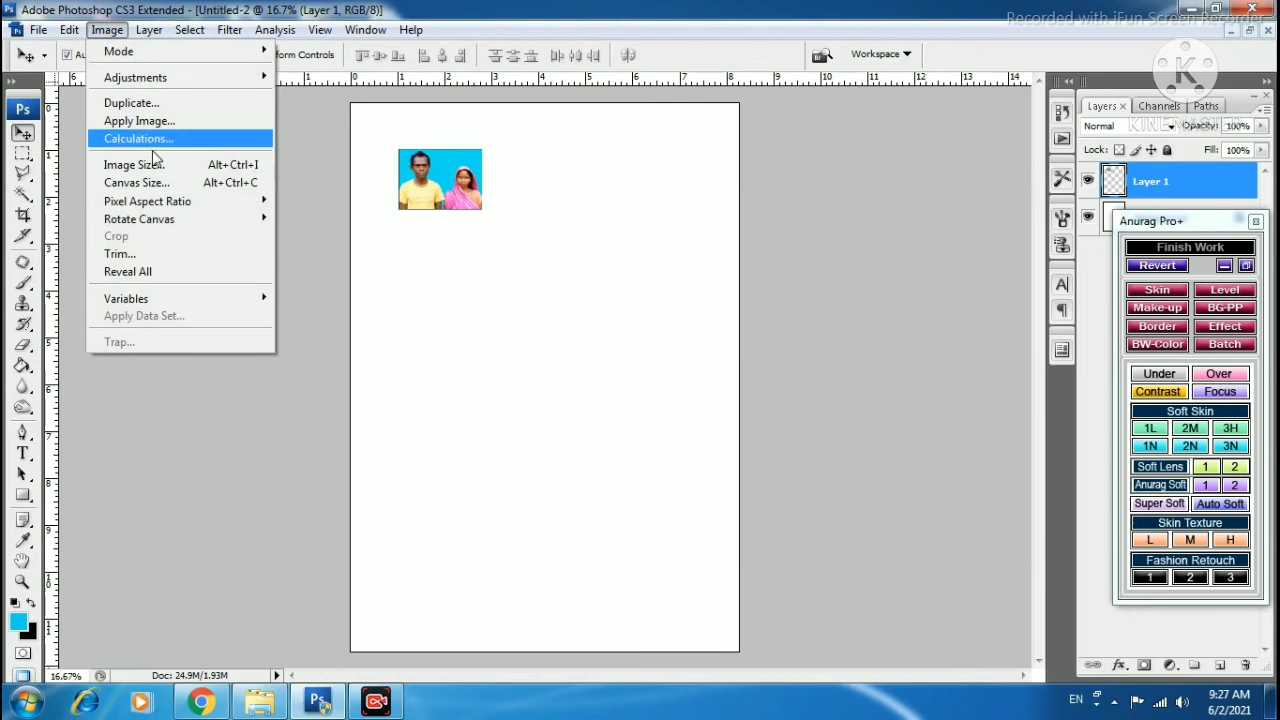 Adobe Photoshop CS3 Extended - [Untitled-2 @ 16.7% (Layer 1, RGB/8)]
Recorded with iFun Screen Recorder
File Edit Image Layer Select Filter Analysis View Window Help
Au
form Controls
Workspace
KINEMASTER
Mode
Adjustments
Duplicate...
Apply Image...
Calculations...
Image Size... Alt+Ctrl+I
Canvas Size... Alt+Ctrl+C
Pixel Aspect Ratio
Rotate Canvas
Crop
Trim...
Reveal All
Variables
Apply Data Set...
Trap...
Layers Channels Paths
Normal Opacity: 100%
Lock: Fill: 100%
Layer 1
Anurag Pro+
Finish Work
Revert
Skin Level
Make-up BG-PP
Border Effect
BW-Color Batch
Under Over
Contrast Focus
Soft Skin
1L 2M 3H
1N 2N 3N
Soft Lens 1 2
Anurag Soft 1 2
Super Soft Auto Soft
Skin Texture
L M H
Fashion Retouch
1 2 3
16.67% Doc: 24.9M/1.93M
EN
9:27 AM
6/2/2021